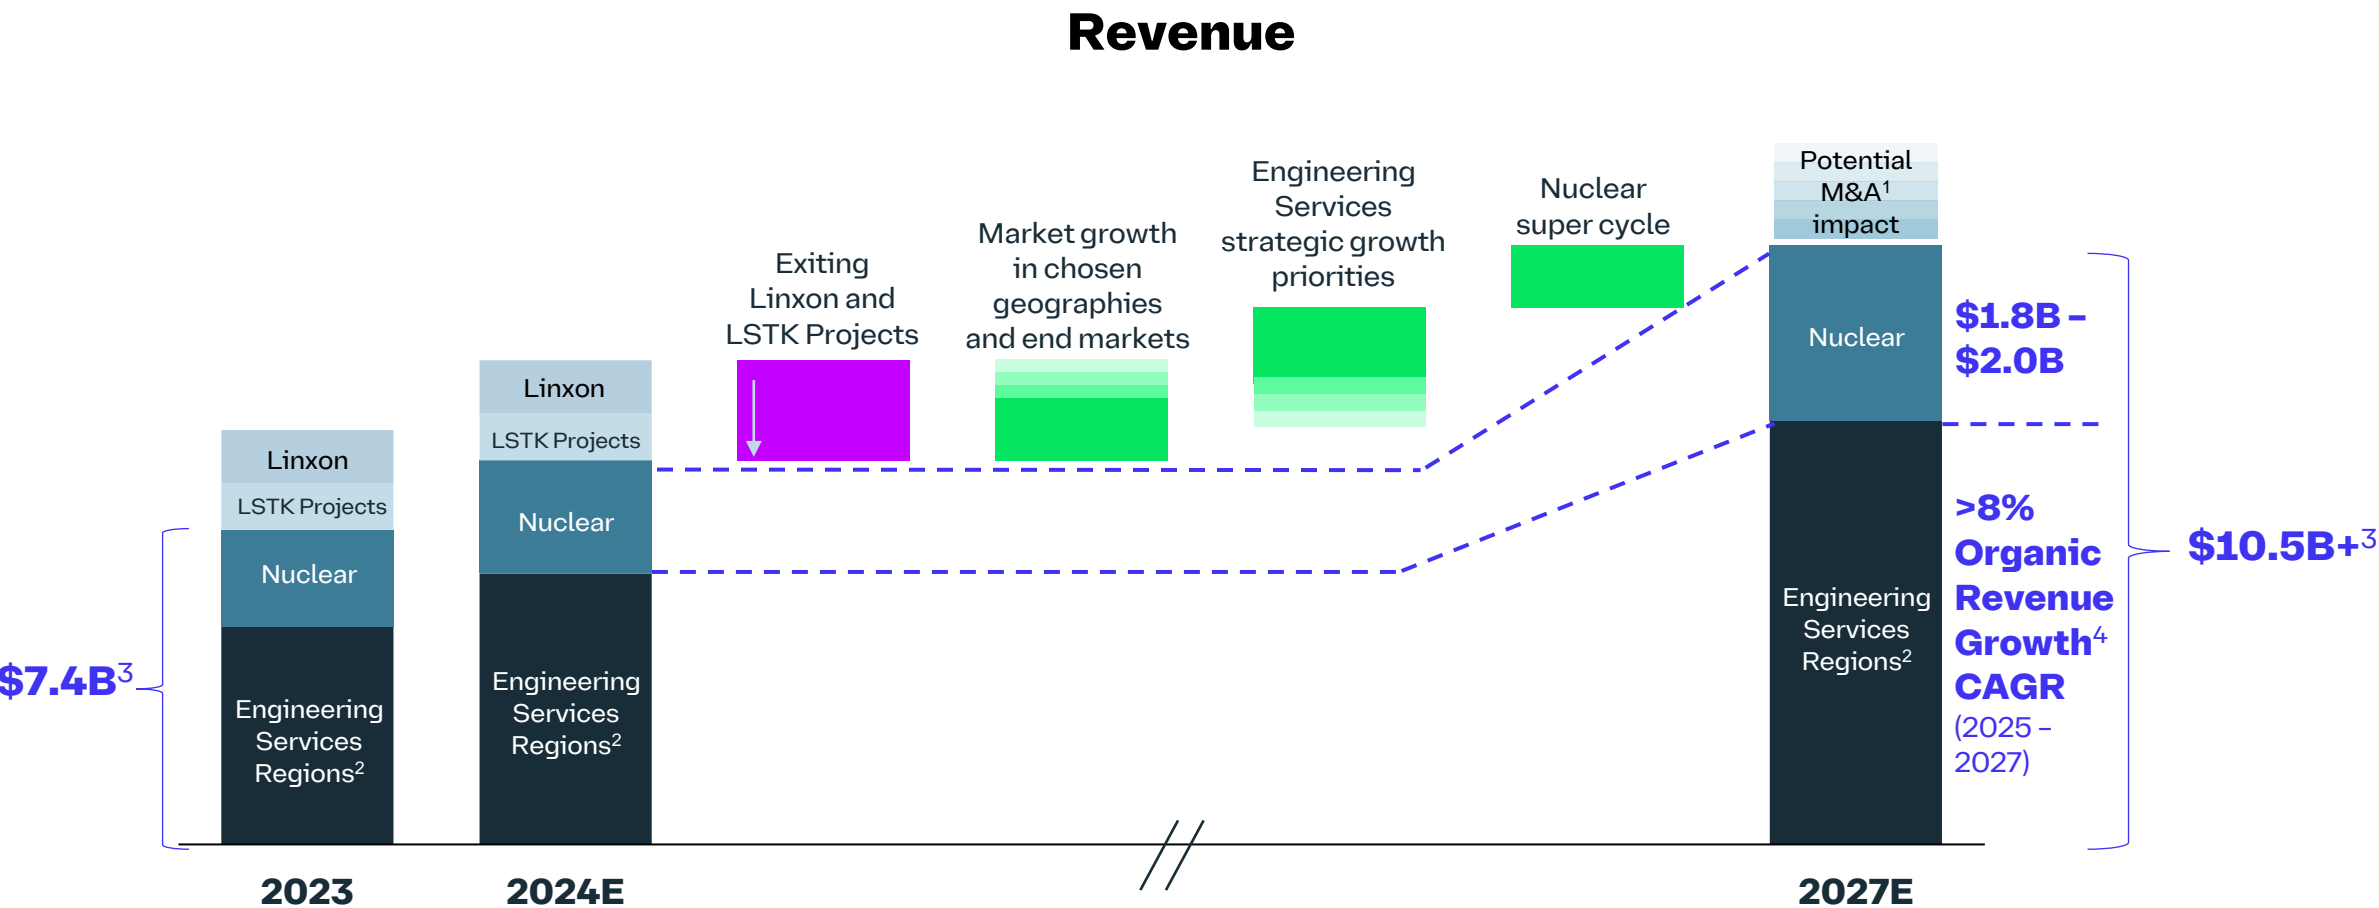 Revenue
$7.4B3
Linxon
LSTK Projects
Nuclear
Engineering
Services
Regions2
2023
Linxon
LSTK Projects
Nuclear
Engineering
Services
Regions2
2024E
Exiting
Linxon and
LSTK Projects
Market growth
in chosen
geographies
and end markets
Engineering
Services
strategic growth
priorities
Nuclear
super cycle
Potential
M&A1
impact
Nuclear
Engineering
Services
Regions2
2027E
$1.8B –
$2.0B
>8%
Organic
Revenue
Growth4
CAGR
(2025 –
2027)
$10.5B+3